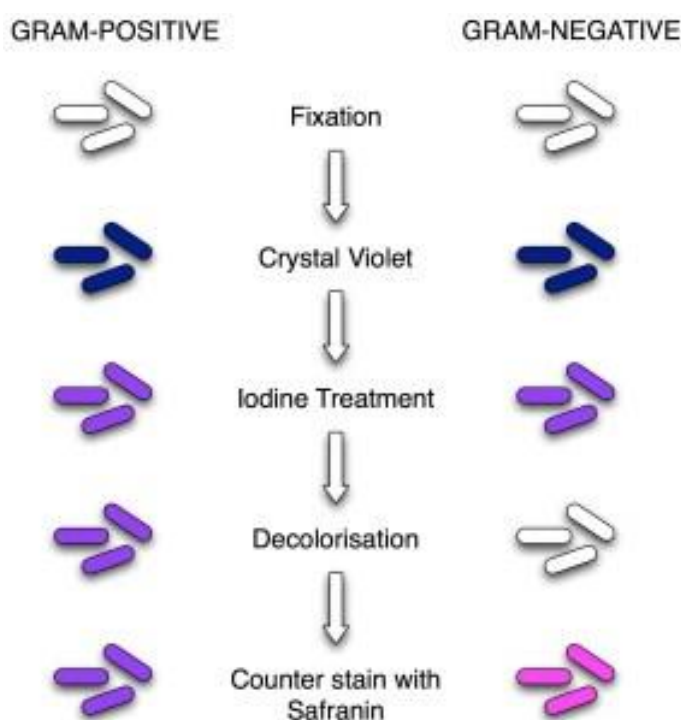 GRAM-POSITIVE
GRAM-NEGATIVE
Fixation
Crystal Violet
Iodine Treatment
Decolorisation
Counter stain with
Safranin